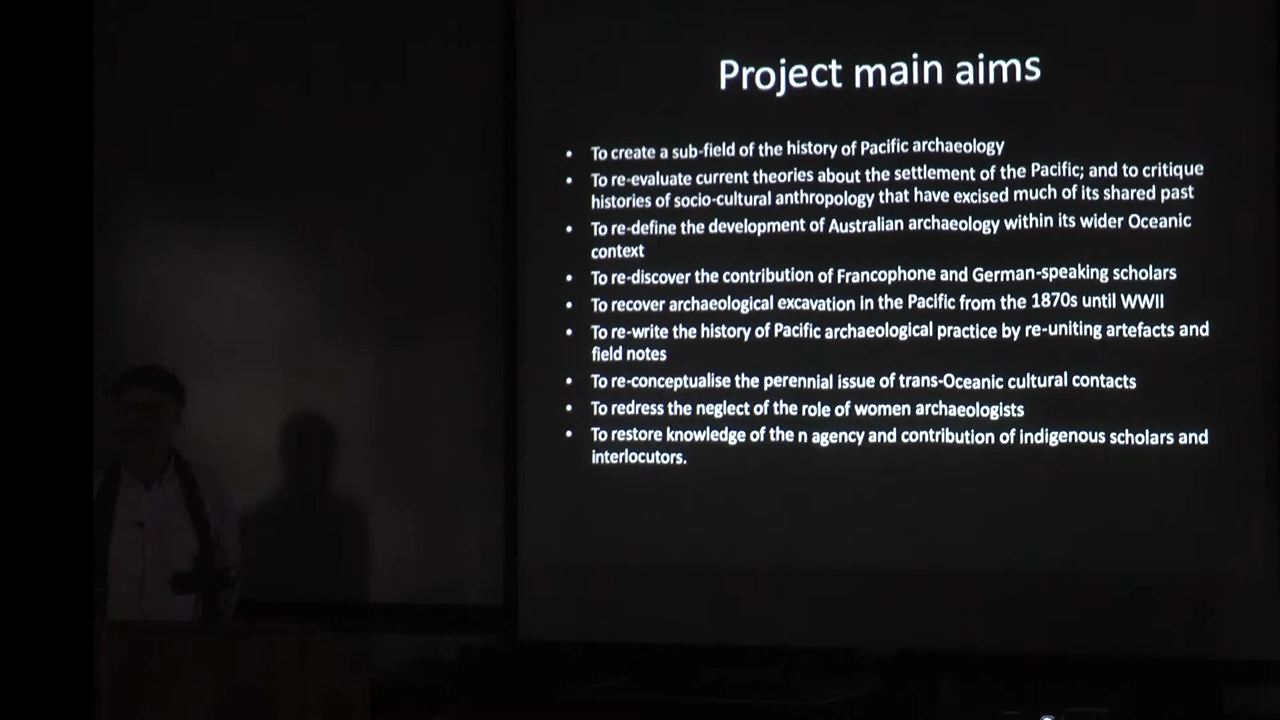 Project main aims
• To create a sub-field of the history of Pacific archaeology
• To re-evaluate current theories about the settlement of the Pacific; and to critique
histories of socio-cultural anthropology that have excised much of its shared past
• To re-define the development of Australian archaeology within its wider Oceanic
context
• To re-discover the contribution of Francophone and German-speaking scholars
• To recover archaeological excavation in the Pacific from the 1870s until WWII
• To re-write the history of Pacific archaeological practice by re-uniting artefacts and
field notes
• To re-conceptualise the perennial issue of trans-Oceanic cultural contacts
• To redress the neglect of the role of women archaeologists
• To restore knowledge of the n agency and contribution of indigenous scholars and
interlocutors.